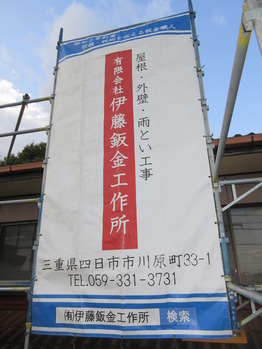 屋根・外壁・雨とい工事
有限会社伊藤鈑金工作所
三重県四日市市川原町33-1
TEL.059-331-3731
㈲伊藤鈑金工作所 検索